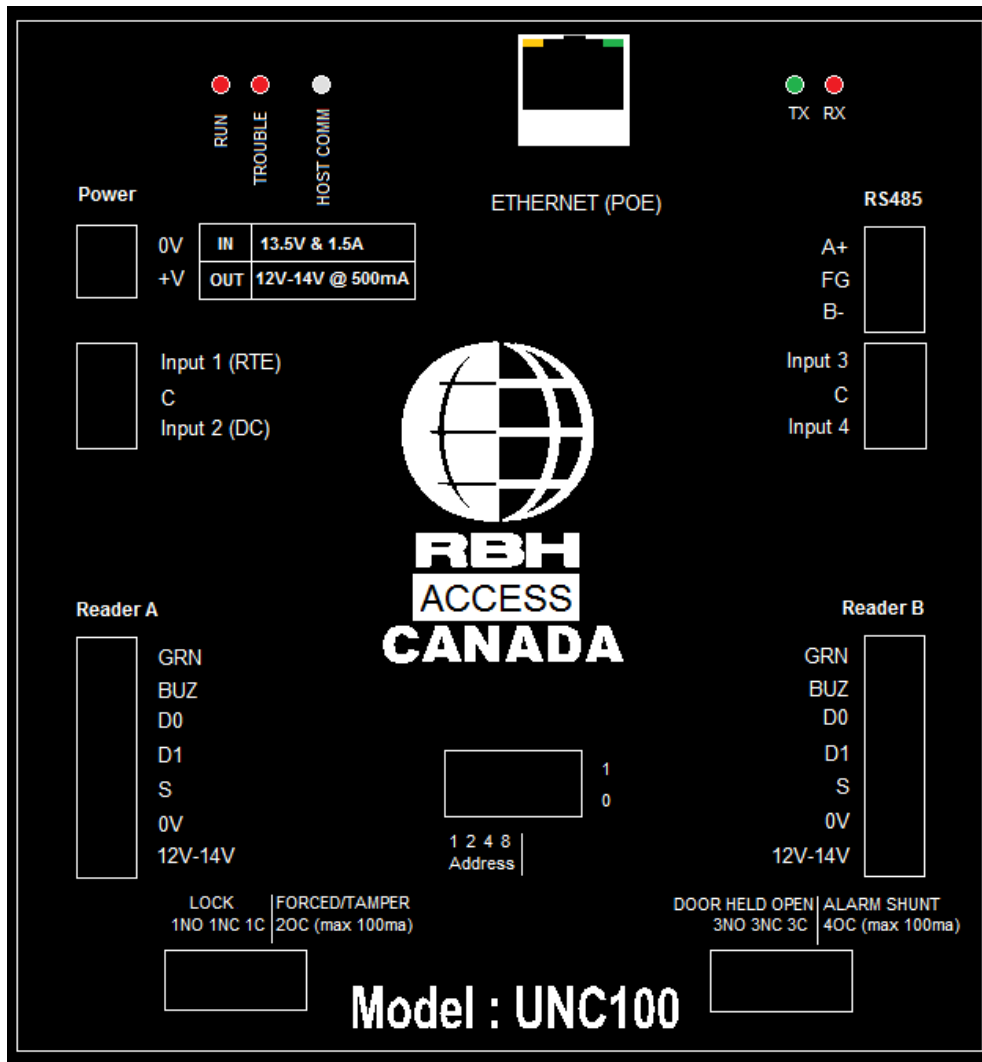 RUN
TROUBLE
HOST COMM
TX RX
ETHERNET (POE)
Power
0V
+V
IN 13.5V & 1.5A
OUT 12V-14V @ 500mA
RS485
A+
FG
B-
Input 1 (RTE)
C
Input 2 (DC)
Input 3
C
Input 4
RBH
ACCESS
CANADA
Reader A
GRN
BUZ
D0
D1
S
0V
12V-14V
Reader B
GRN
BUZ
D0
D1
S
0V
12V-14V
1
0
1 2 4 8
Address
LOCK
1NO 1NC 1C
FORCED/TAMPER
2OC (max 100ma)
DOOR HELD OPEN
3NO 3NC 3C
ALARM SHUNT
4OC (max 100ma)
Model : UNC100